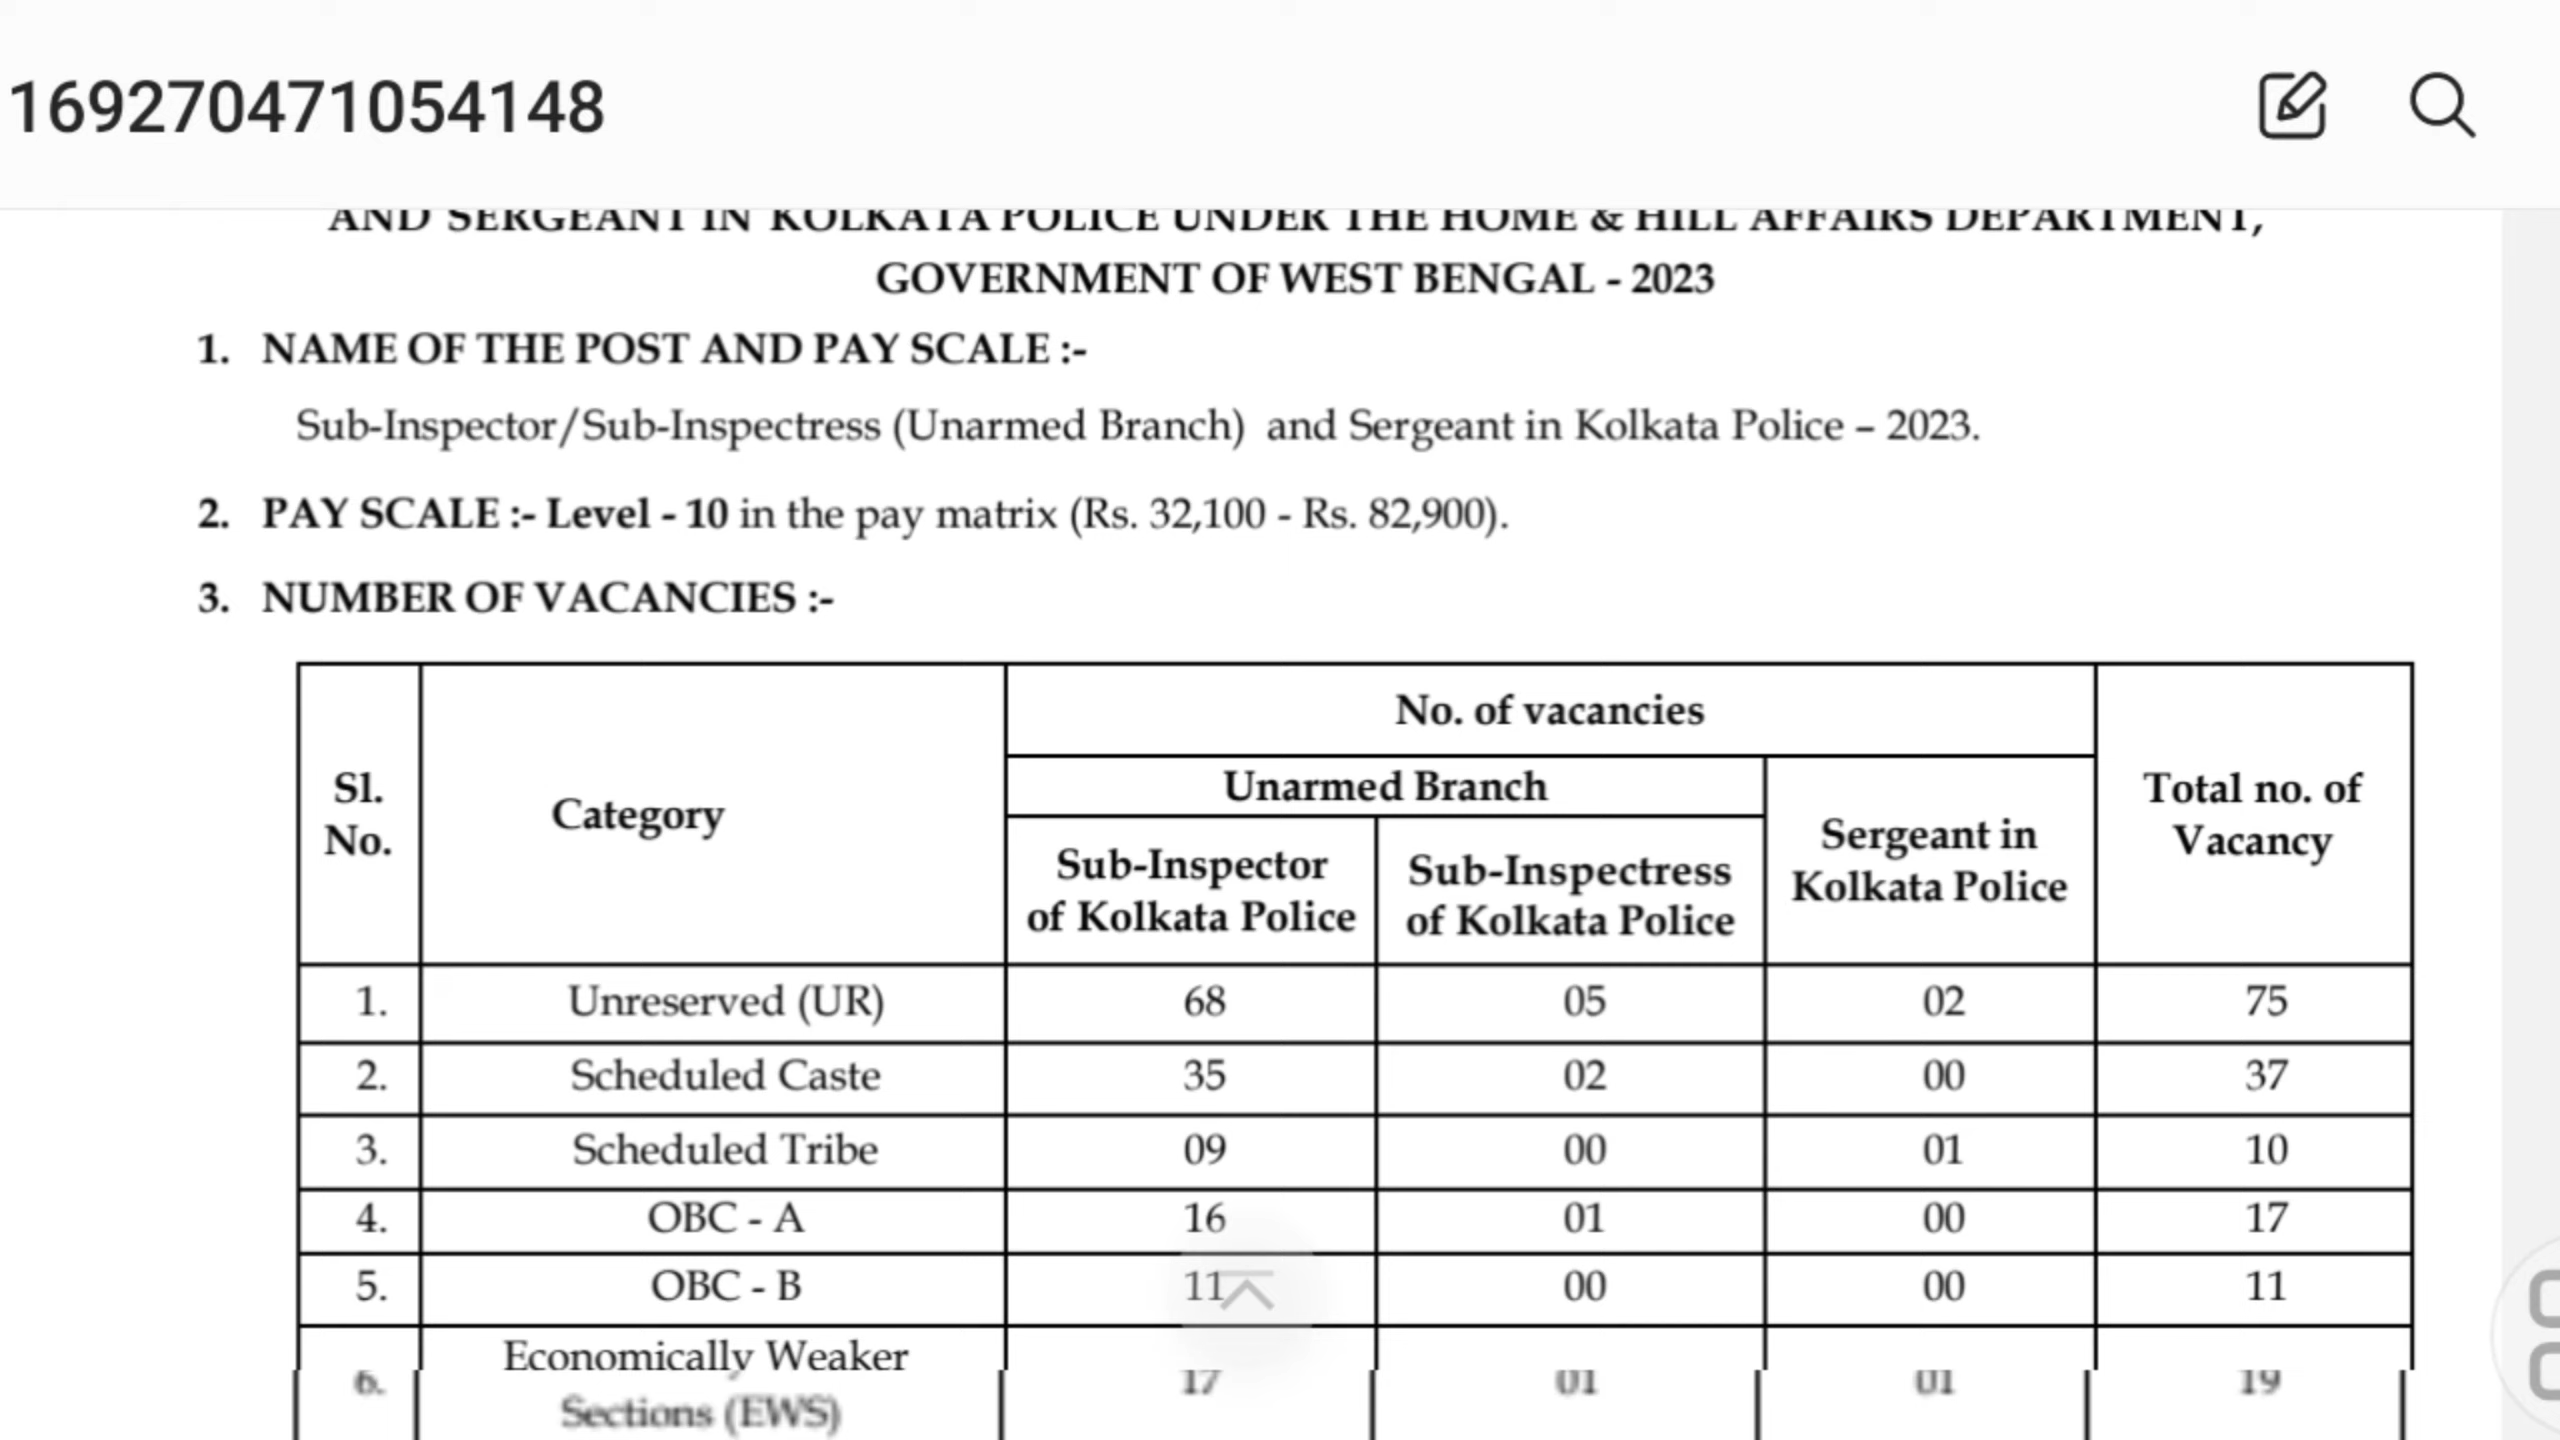 169270471054148
AND SERGEANT IN KOLKATA POLICE UNDER THE HOME & HILL AFFAIRS DEPARTMENT,
GOVERNMENT OF WEST BENGAL - 2023
1. NAME OF THE POST AND PAY SCALE :-
Sub-Inspector/Sub-Inspectress (Unarmed Branch) and Sergeant in Kolkata Police – 2023.
2. PAY SCALE :- Level - 10 in the pay matrix (Rs. 32,100 - Rs. 82,900).
3. NUMBER OF VACANCIES :-
No. of vacancies
Unarmed Branch
Sl.
No.
Category
Sub-Inspector
of Kolkata Police
Sub-Inspectress
of Kolkata Police
Sergeant in
Kolkata Police
Total no. of
Vacancy
1. Unreserved (UR) 68 05 02 75
2. Scheduled Caste 35 02 00 37
3. Scheduled Tribe 09 00 01 10
4. OBC - A 16 01 00 17
5. OBC - B 11 00 00 11
Economically Weaker
6. 17 01 01 19
Sections (EWS)